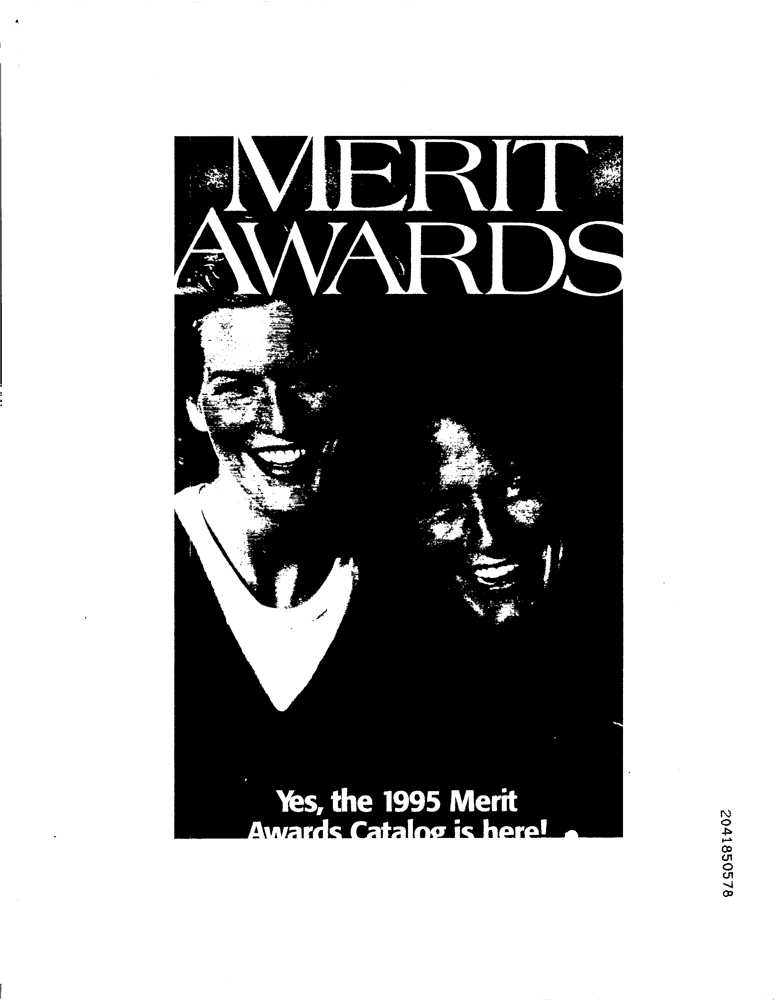 MERIT
AWARDS
Yes, the 1995 Merit
Awards Catalog is here!
2041850578